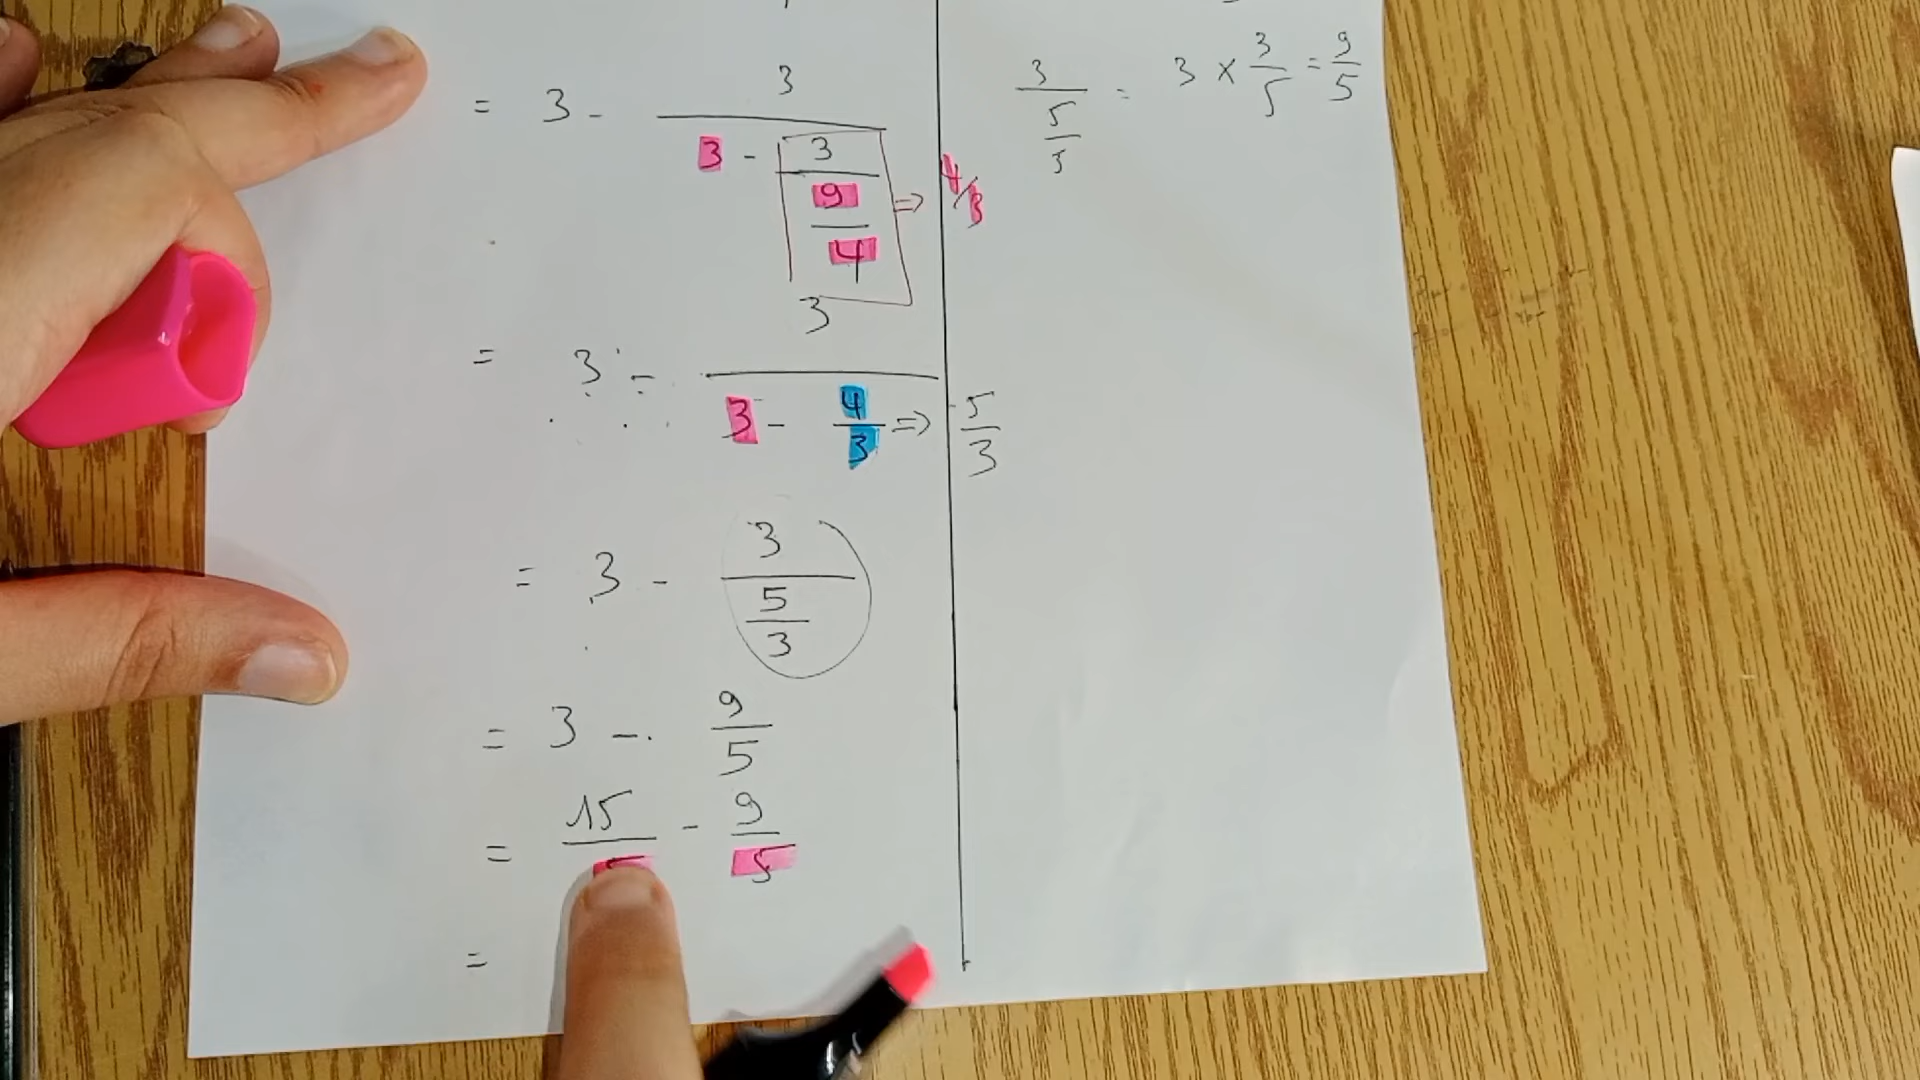 = 3 - 3
3 - 3
9
4
=> 4/3
= 3 - 3
3 - 4/3 => 5/3
= 3 - 3
5
3
= 3 - 9/5
= 15/5 - 9/5
=
3
5
3
= 3 × 3/5 = 9/5